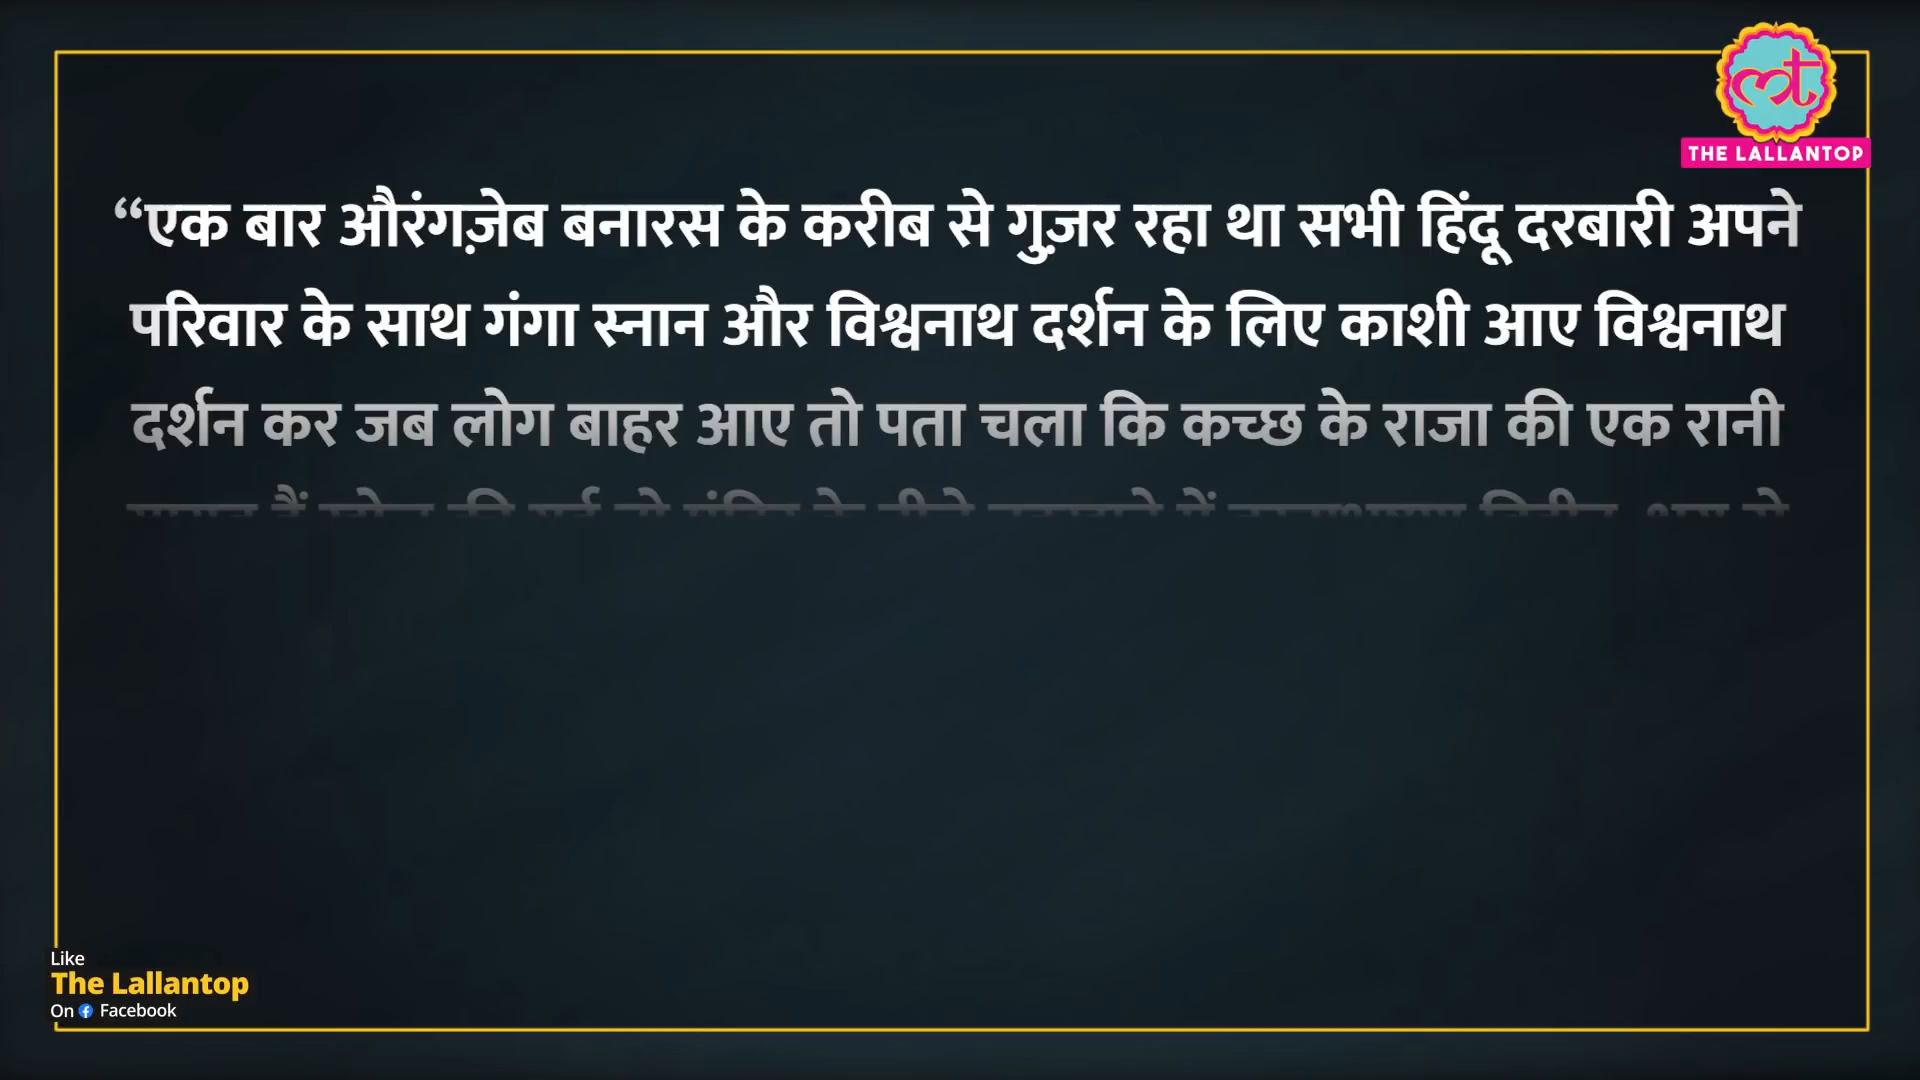 THE LALLANTOP
“एक बार औरंगज़ेब बनारस के करीब से गुज़र रहा था सभी हिंदू दरबारी अपने
परिवार के साथ गंगा स्नान और विश्वनाथ दर्शन के लिए काशी आए विश्वनाथ
दर्शन कर जब लोग बाहर आए तो पता चला कि कच्छ के राजा की एक रानी
Like
The Lallantop
On Facebook